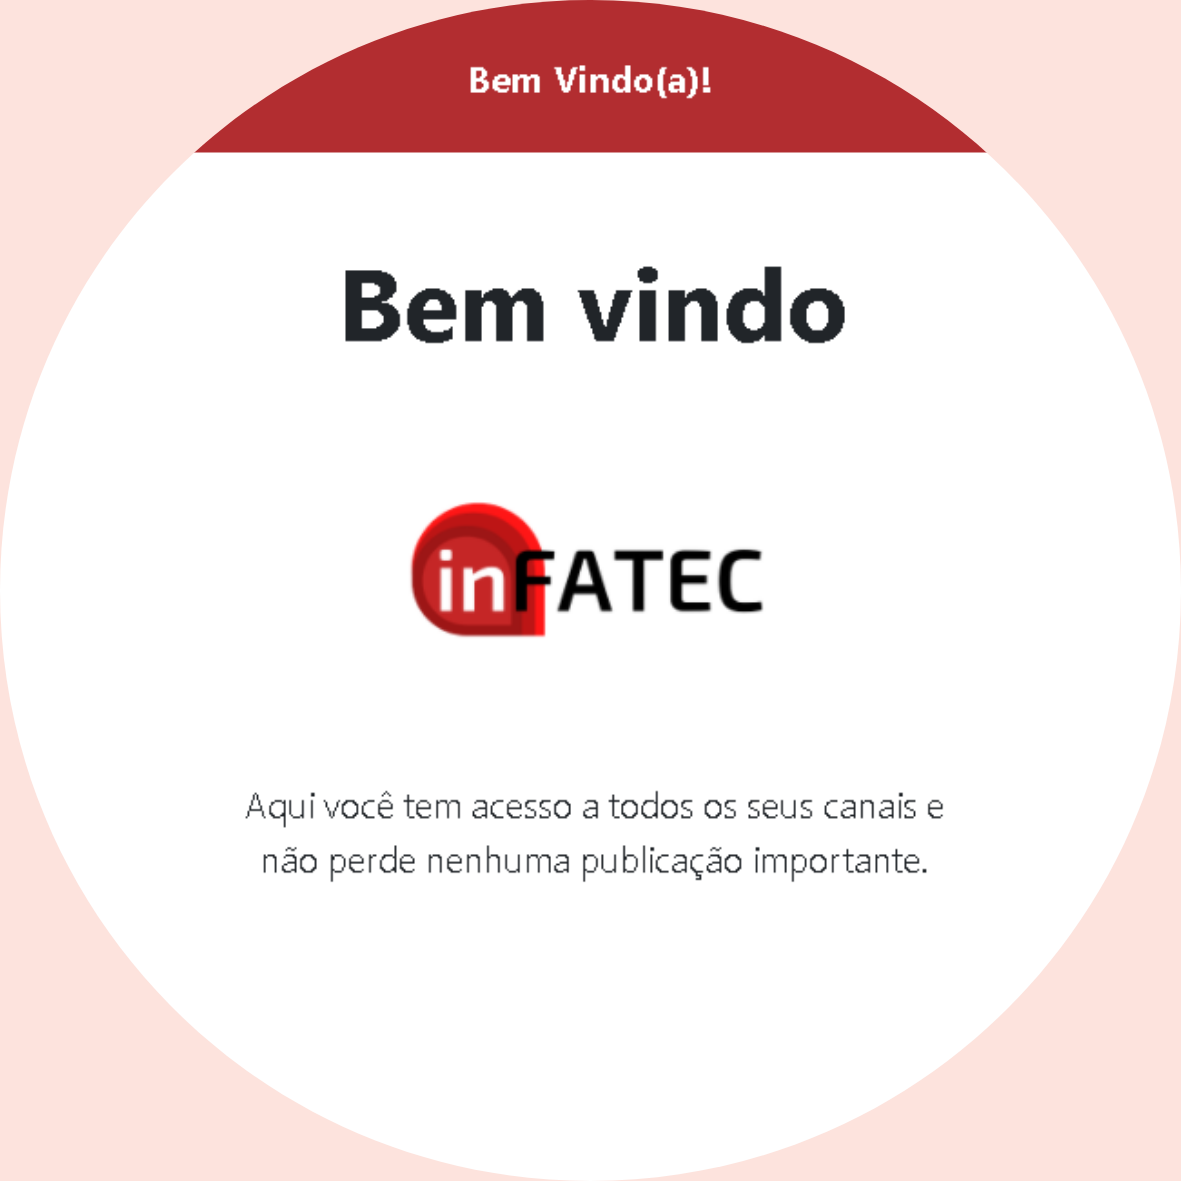 Bem Vindo(a)!
Bem vindo
inFATEC
Aqui você tem acesso a todos os seus canais e
não perde nenhuma publicação importante.